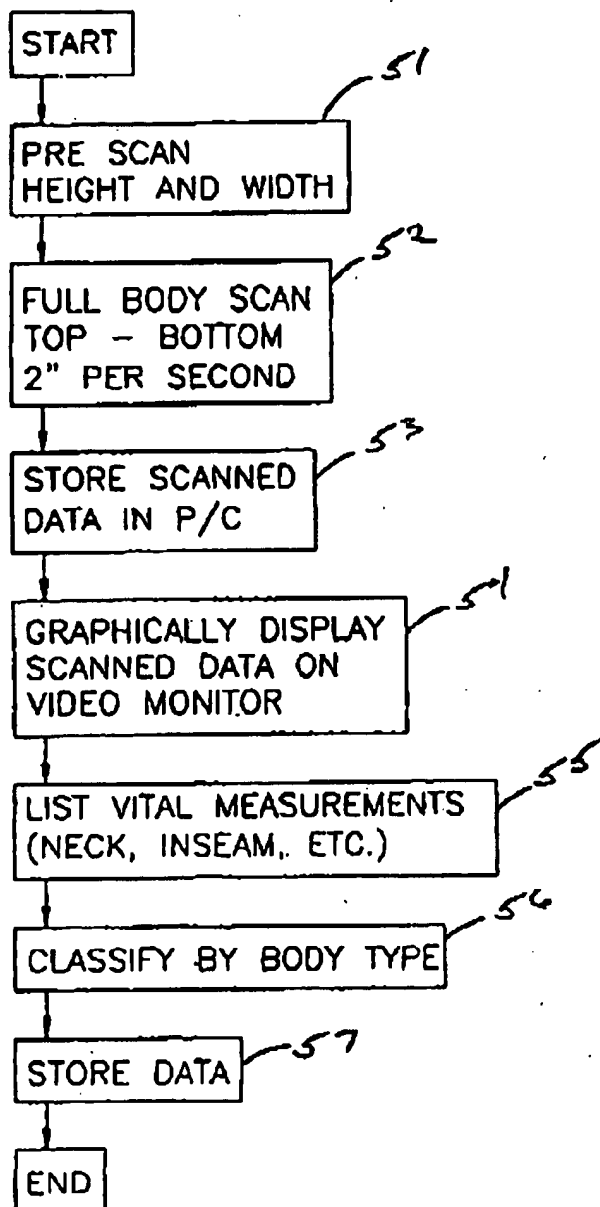 START
51
PRE SCAN
HEIGHT AND WIDTH
52
FULL BODY SCAN
TOP - BOTTOM
2" PER SECOND
53
STORE SCANNED
DATA IN P/C
54
GRAPHICALLY DISPLAY
SCANNED DATA ON
VIDEO MONITOR
55
LIST VITAL MEASUREMENTS
(NECK, INSEAM, ETC.)
56
CLASSIFY BY BODY TYPE
57
STORE DATA
END